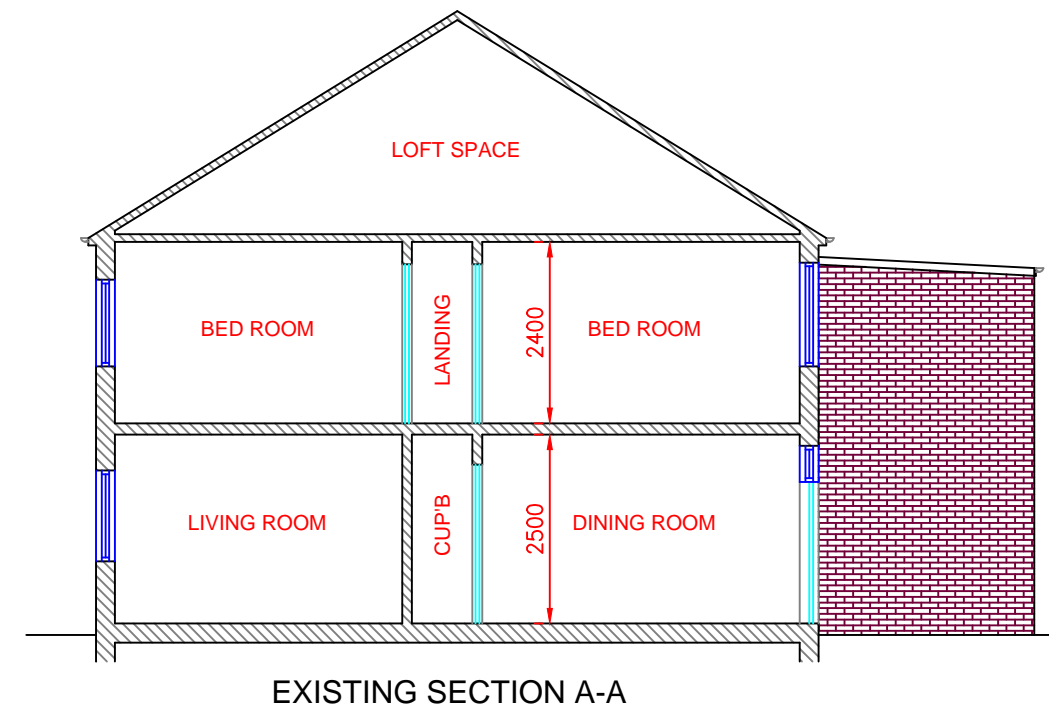 LOFT SPACE
BED ROOM
LANDING
2400
BED ROOM
LIVING ROOM
CUP'B
2500
DINING ROOM
EXISTING SECTION A-A